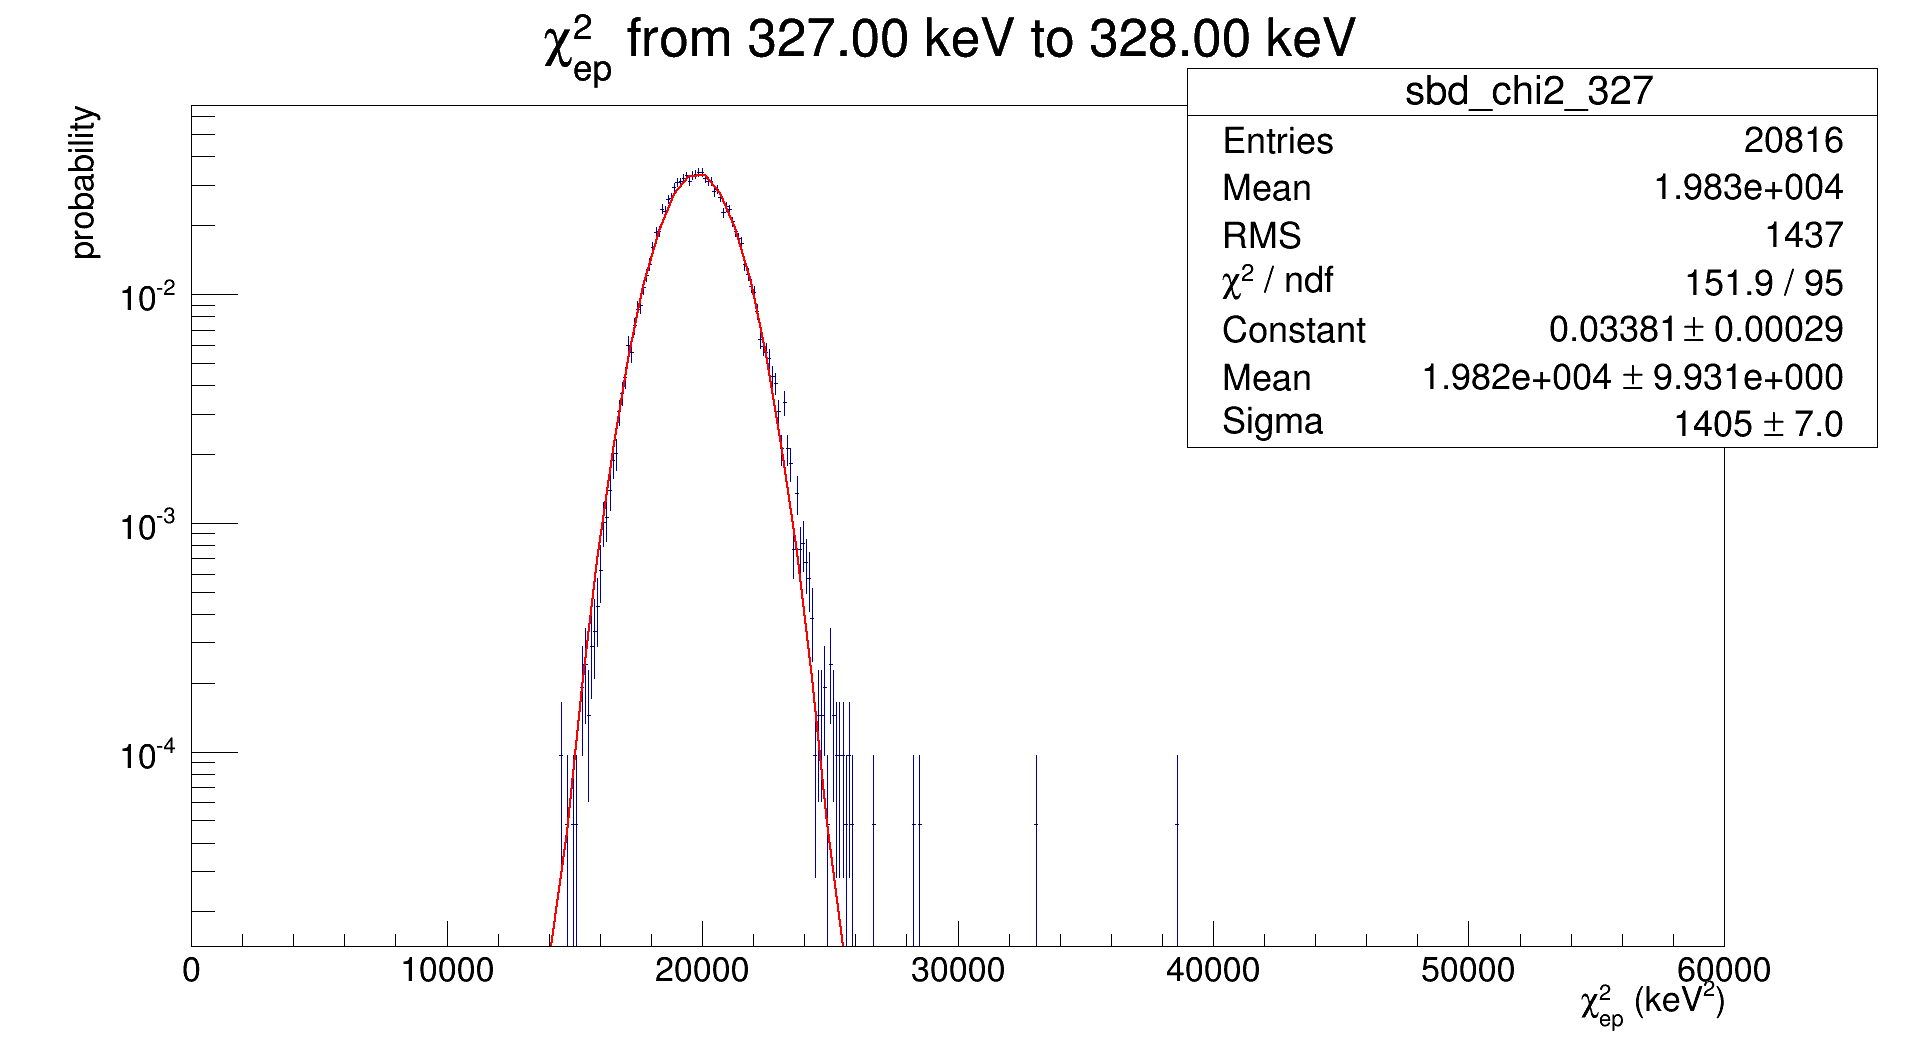 χ²ep from 327.00 keV to 328.00 keV
sbd_chi2_327
Entries 20816
Mean 1.983e+004
RMS 1437
χ² / ndf 151.9 / 95
Constant 0.03381 ± 0.00029
Mean 1.982e+004 ± 9.931e+000
Sigma 1405 ± 7.0
probability
10⁻²
10⁻³
10⁻⁴
0 10000 20000 30000 40000 50000 60000
χ²ep (keV²)